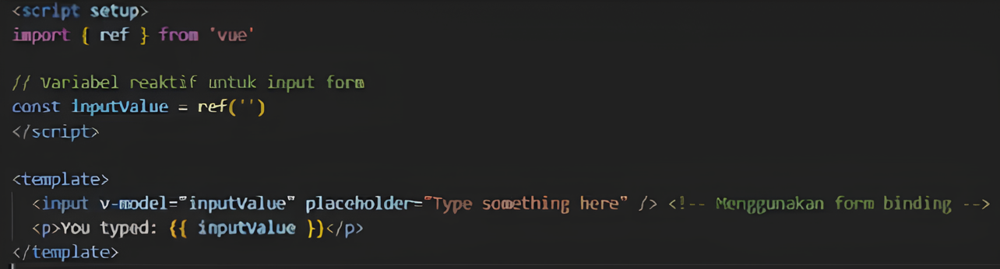 <script setup>
import { ref } from 'vue'
// Variabel reaktif untuk input form
const inputValue = ref('')
</script>
<template>
<input v-model="inputValue" placeholder="Type something here" /> <!-- Menggunakan form binding -->
<p>You typed: {{ inputValue }}</p>
</template>